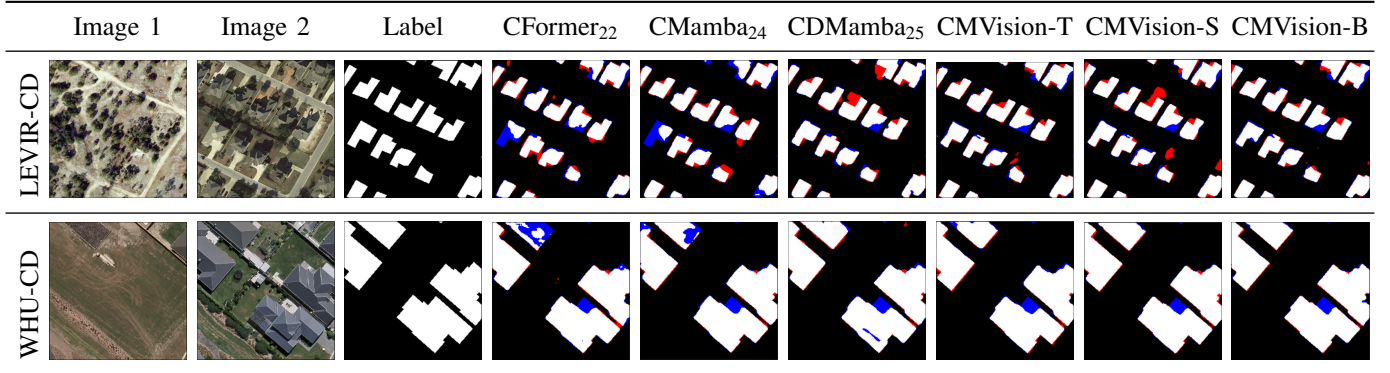 Image 1 Image 2 Label CFormer22 CMamba24 CDMamba25 CMVision-T CMVision-S CMVision-B
LEVIR-CD
WHU-CD